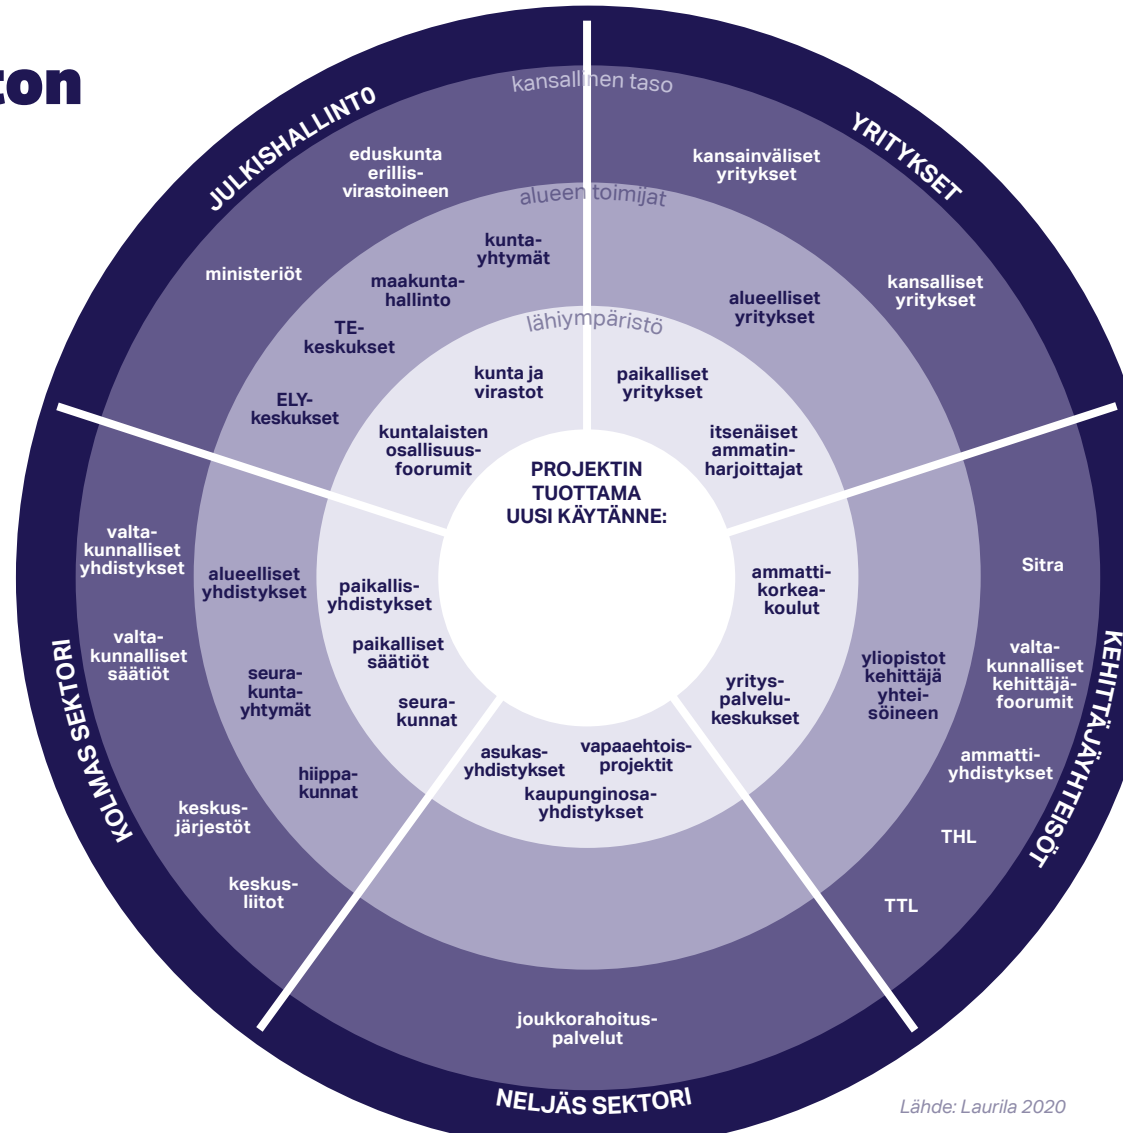 ton
JULKISHALLINT0
YRITYKSET
KEHITTÄJÄYHTEISÖT
NELJÄS SEKTORI
KOLMAS SEKTORI
kansallinen taso
alueen toimijat
lähiympäristö
eduskunta
erillis-
virastoineen
ministeriöt
kunta-
yhtymät
maakunta-
hallinto
TE-
keskukset
ELY-
keskukset
kunta ja
virastot
kuntalaisten
osallisuus-
foorumit
kansainväliset
yritykset
kansalliset
yritykset
alueelliset
yritykset
paikalliset
yritykset
itsenäiset
ammatin-
harjoittajat
PROJEKTIN
TUOTTAMA
UUSI KÄYTÄNNE:
ammatti-
korkea-
koulut
yritys-
palvelu-
keskukset
yliopistot
kehittäjä
yhtei-
söineen
Sitra
valta-
kunnalliset
kehittäjä-
foorumit
ammatti-
yhdistykset
THL
TTL
asukas-
yhdistykset
vapaaehtois-
projektit
kaupunginosa-
yhdistykset
joukkorahoitus-
palvelut
valta-
kunnalliset
yhdistykset
valta-
kunnalliset
säätiöt
keskus-
järjestöt
keskus-
liitot
alueelliset
yhdistykset
seura-
kunta-
yhtymät
hiippa-
kunnat
paikallis-
yhdistykset
paikalliset
säätiöt
seura-
kunnat
Lähde: Laurila 2020